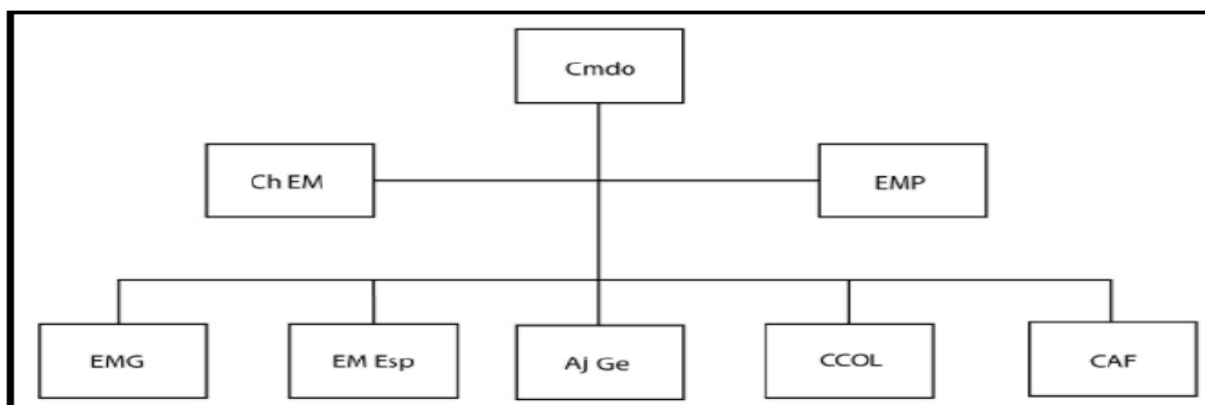 Cmdo
Ch EM
EMP
EMG
EM Esp
Aj Ge
CCOL
CAF